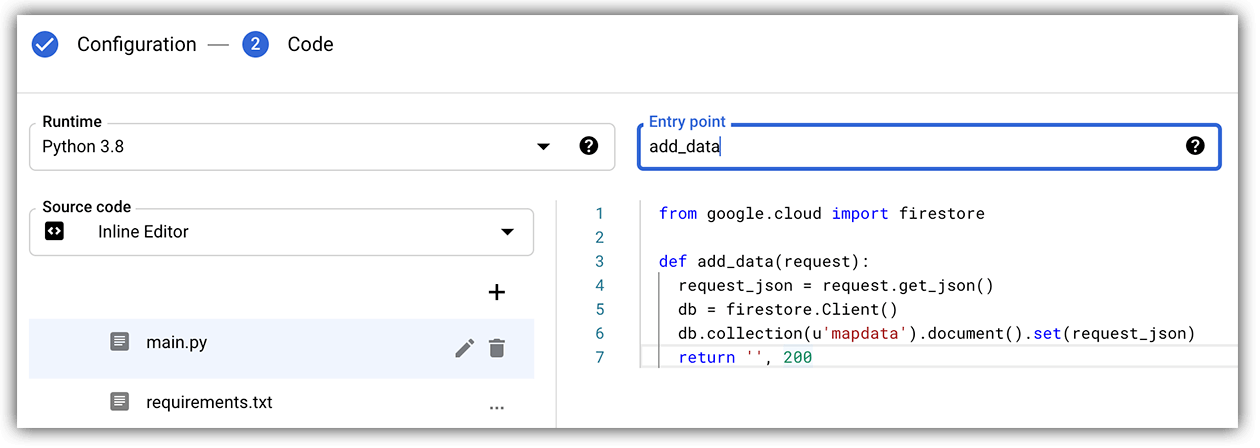 Configuration — 2 Code
Runtime
Python 3.8
Entry point
add_data
Source code
Inline Editor
+
main.py
requirements.txt ...
1 from google.cloud import firestore
2
3 def add_data(request):
4 request_json = request.get_json()
5 db = firestore.Client()
6 db.collection(u'mapdata').document().set(request_json)
7 return '', 200